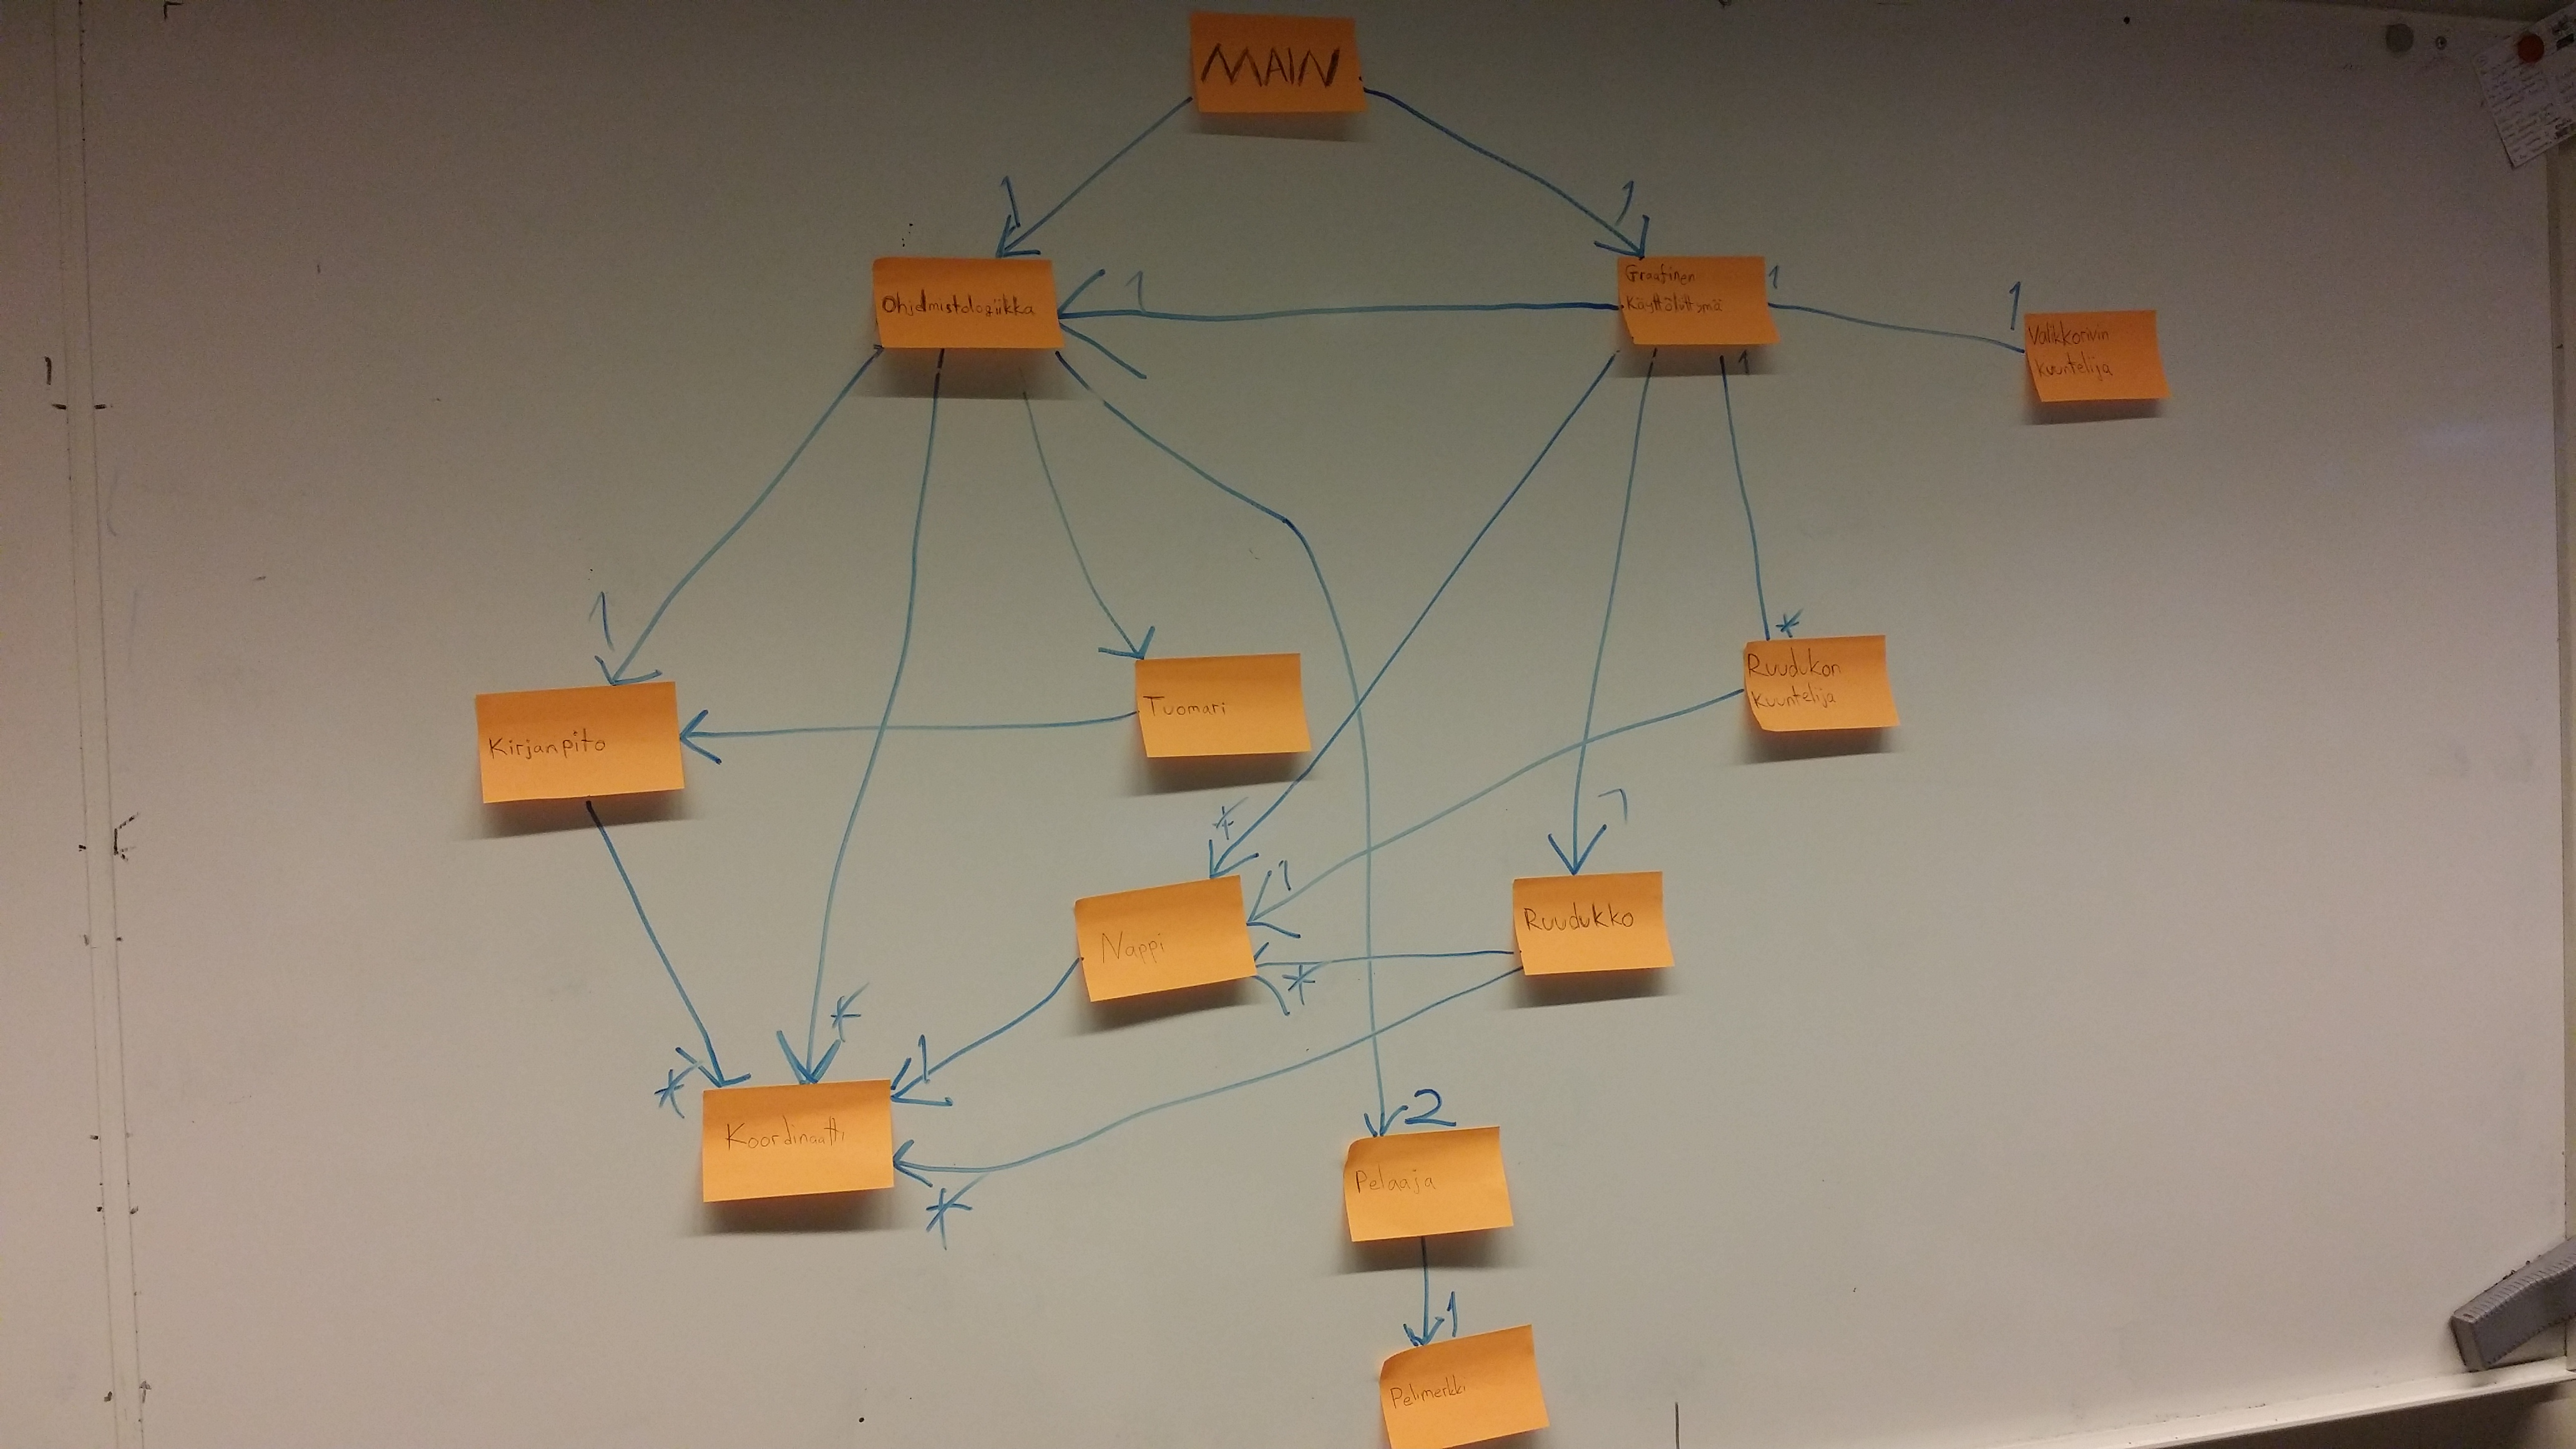 MAIN
1
1
Ohjelmistologiikka
1
Graafinen
Käyttöliittymä
1
1
1
Valikkorivin
kuuntelija
1
Kirjanpito
Tuomari
*
Ruudukon
kuuntelija
*
1
1
Nappi
*
Ruudukko
*
*
1
*
Koordinaatti
2
Pelaaja
1
Pelimerkki